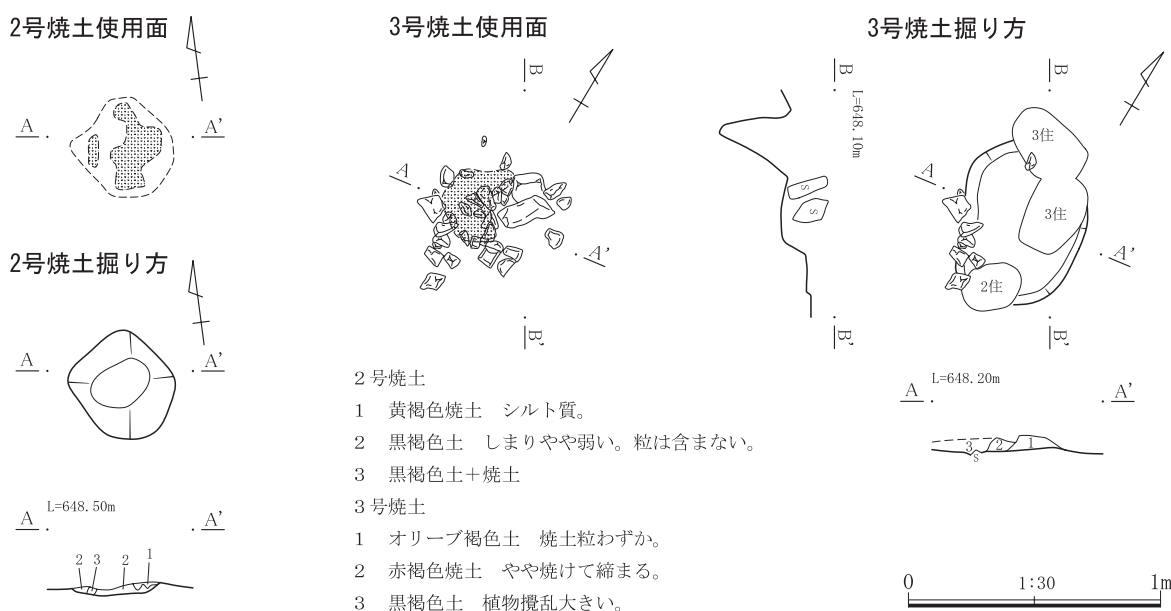 2号焼土使用面
A
A'
2号焼土掘り方
A
A'
A
L=648.50m
A'
2 3 2 1
3号焼土使用面
B
A
A'
B'
B
L=648.10m
S
S
B'
3号焼土掘り方
B
3住
A
3住
A'
2住
B'
A
L=648.20m
A'
3 2 1
S
2号焼土
1 黄褐色焼土 シルト質。
2 黒褐色土 しまりやや弱い。粒は含まない。
3 黒褐色土+焼土
3号焼土
1 オリーブ褐色土 焼土粒わずか。
2 赤褐色焼土 やや焼けて締まる。
3 黒褐色土 植物攪乱大きい。
0 1:30 1m